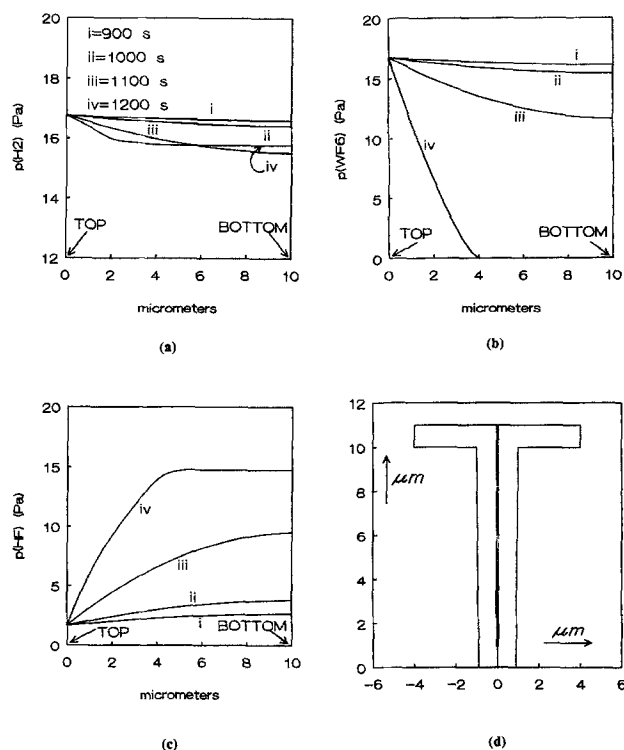 20
18
16
14
12
p(H2) (Pa)
i=900 s
ii=1000 s
iii=1100 s
iv=1200 s
i
ii
iii
iv
TOP
BOTTOM
0 2 4 6 8 10
micrometers
(a)
20
15
10
5
0
p(WF6) (Pa)
i
ii
iii
iv
TOP
BOTTOM
0 2 4 6 8 10
micrometers
(b)
20
15
10
5
0
p(HF) (Pa)
iv
iii
ii
i
TOP
BOTTOM
0 2 4 6 8 10
micrometers
(c)
12
10
8
6
4
2
0
μm
μm
-6 -4 -2 0 2 4 6
(d)